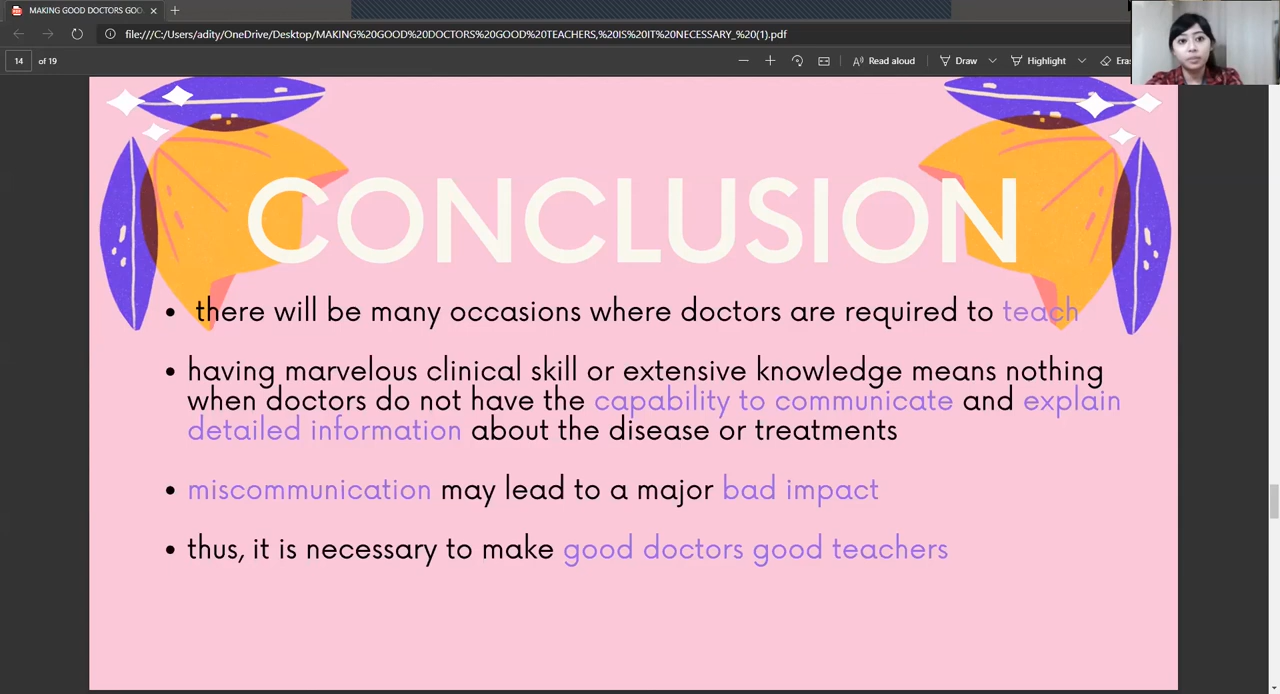 MAKING GOOD DOCTORS GOO
file:///C:/Users/adity/OneDrive/Desktop/MAKING%20GOOD%20DOCTORS%20GOOD%20TEACHERS,%20IS%20IT%20NECESSARY_%20(1).pdf
14 of 19 Read aloud Draw Highlight Eras
CONCLUSION
• there will be many occasions where doctors are required to teach
• having marvelous clinical skill or extensive knowledge means nothing
when doctors do not have the capability to communicate and explain
detailed information about the disease or treatments
• miscommunication may lead to a major bad impact
• thus, it is necessary to make good doctors good teachers